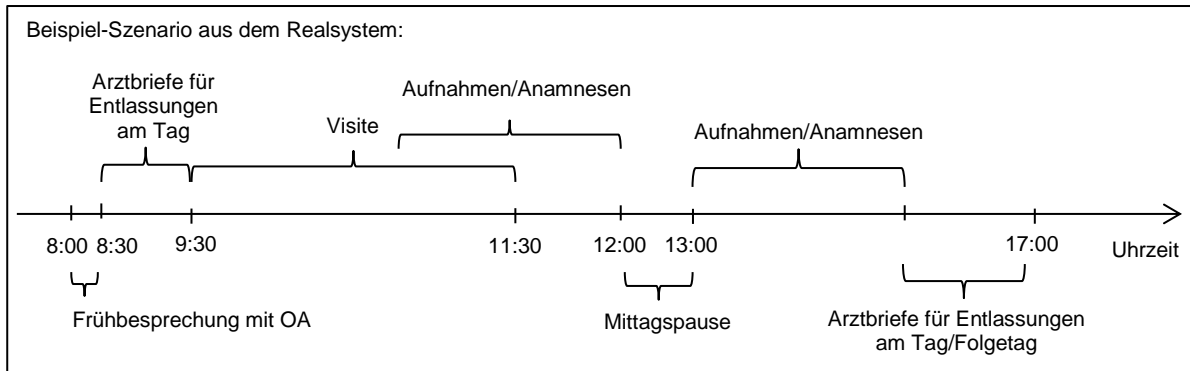 Beispiel-Szenario aus dem Realsystem:
Arztbriefe für
Entlassungen
am Tag
Visite
Aufnahmen/Anamnesen
Aufnahmen/Anamnesen
8:00
8:30
9:30
11:30
12:00
13:00
17:00
Uhrzeit
Frühbesprechung mit OA
Mittagspause
Arztbriefe für Entlassungen
am Tag/Folgetag